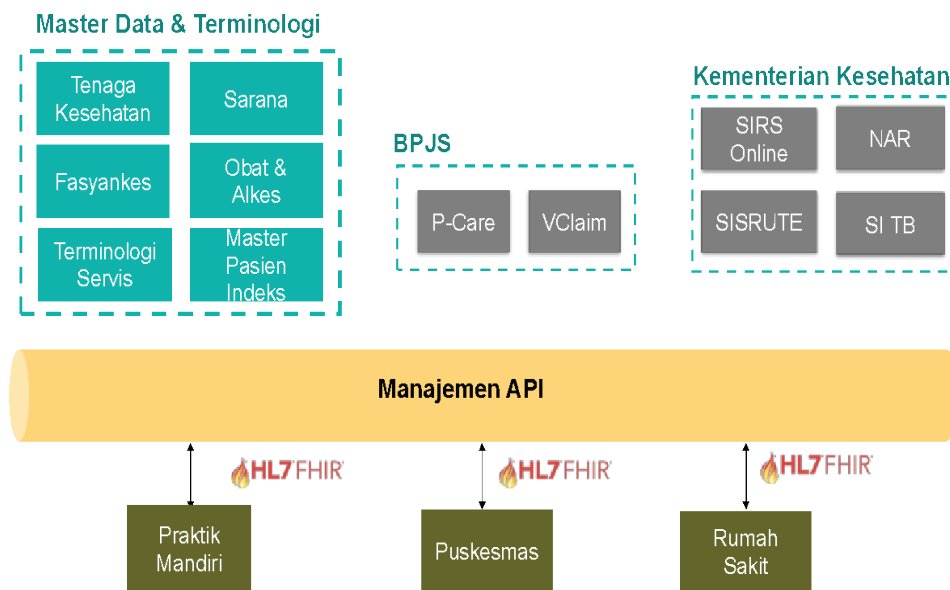 Master Data & Terminologi
Tenaga
Kesehatan
Sarana
Fasyankes
Obat &
Alkes
Terminologi
Servis
Master
Pasien
Indeks
BPJS
P-Care
VClaim
Kementerian Kesehatan
SIRS
Online
NAR
SISRUTE
SI TB
Manajemen API
HL7 FHIR
HL7 FHIR
HL7 FHIR
Praktik
Mandiri
Puskesmas
Rumah
Sakit